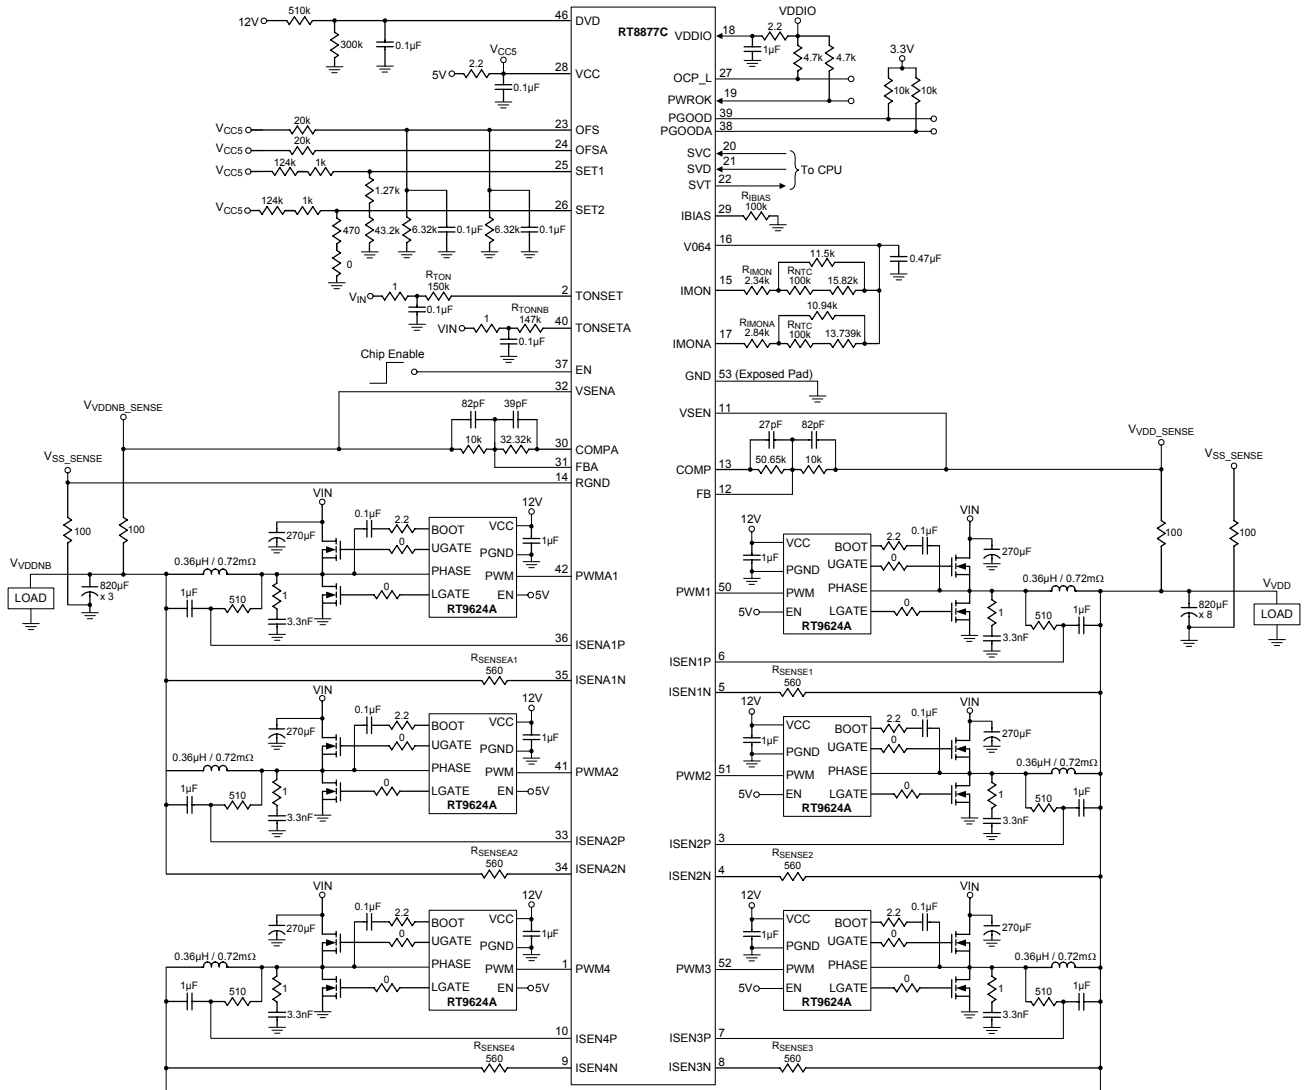 RT8877C
12V
510k
300k
0.1µF
46
DVD
VCC5
5V
2.2
28
VCC
0.1µF
VCC5
20k
23
OFS
VCC5
20k
24
OFSA
VCC5
124k
1k
25
SET1
1.27k
VCC5
124k
1k
26
SET2
470
43.2k
6.32k
0.1µF
6.32k
0.1µF
0
VIN
1
RTON
150k
2
TONSET
0.1µF
VIN
1
RTONNB
147k
40
TONSETA
0.1µF
Chip Enable
37
EN
32
VSENA
VVDDNB_SENSE
82pF
39pF
10k
32.32k
30
COMPA
31
FBA
VSS_SENSE
14
RGND
100
100
VVDDNB
LOAD
820µF
x 3
VIN
270µF
0.1µF
2.2
0
0
BOOT
UGATE
PHASE
LGATE
VCC
PGND
PWM
EN
RT9624A
12V
1µF
5V
42
PWMA1
0.36µH / 0.72mΩ
1µF
510
1
3.3nF
36
ISENA1P
RSENSEA1
560
35
ISENA1N
VIN
270µF
0.1µF
2.2
0
0
BOOT
UGATE
PHASE
LGATE
VCC
PGND
PWM
EN
RT9624A
12V
1µF
5V
41
PWMA2
0.36µH / 0.72mΩ
1µF
510
1
3.3nF
33
ISENA2P
RSENSEA2
560
34
ISENA2N
VIN
270µF
0.1µF
2.2
0
0
BOOT
UGATE
PHASE
LGATE
VCC
PGND
PWM
EN
RT9624A
12V
1µF
5V
1
PWM4
0.36µH / 0.72mΩ
1µF
510
1
3.3nF
10
ISEN4P
RSENSE4
560
9
ISEN4N
VDDIO
VDDIO
18
2.2
1µF
4.7k
4.7k
3.3V
OCP_L
27
10k
10k
PWROK
19
PGOOD
39
PGOODA
38
SVC
20
SVD
21
To CPU
SVT
22
IBIAS
29
RIBIAS
100k
V064
16
0.47µF
11.5k
IMON
15
RIMON
2.34k
RNTC
100k
15.82k
10.94k
IMONA
17
RIMONA
2.84k
RNTC
100k
13.739k
GND
53 (Exposed Pad)
VSEN
11
27pF
82pF
VVDD_SENSE
VSS_SENSE
COMP
13
50.65k
10k
FB
12
100
100
12V
1µF
VCC
PGND
PWM
EN
BOOT
UGATE
PHASE
LGATE
RT9624A
2.2
0.1µF
0
0
VIN
270µF
PWM1
50
5V
0.36µH / 0.72mΩ
1
510
1µF
3.3nF
VVDD
820µF
x 8
LOAD
ISEN1P
6
RSENSE1
560
ISEN1N
5
12V
1µF
VCC
PGND
PWM
EN
BOOT
UGATE
PHASE
LGATE
RT9624A
2.2
0.1µF
0
0
VIN
270µF
PWM2
51
5V
0.36µH / 0.72mΩ
1
510
1µF
3.3nF
ISEN2P
3
RSENSE2
560
ISEN2N
4
12V
1µF
VCC
PGND
PWM
EN
BOOT
UGATE
PHASE
LGATE
RT9624A
2.2
0.1µF
0
0
VIN
270µF
PWM3
52
5V
0.36µH / 0.72mΩ
1
510
1µF
3.3nF
ISEN3P
7
RSENSE3
560
ISEN3N
8